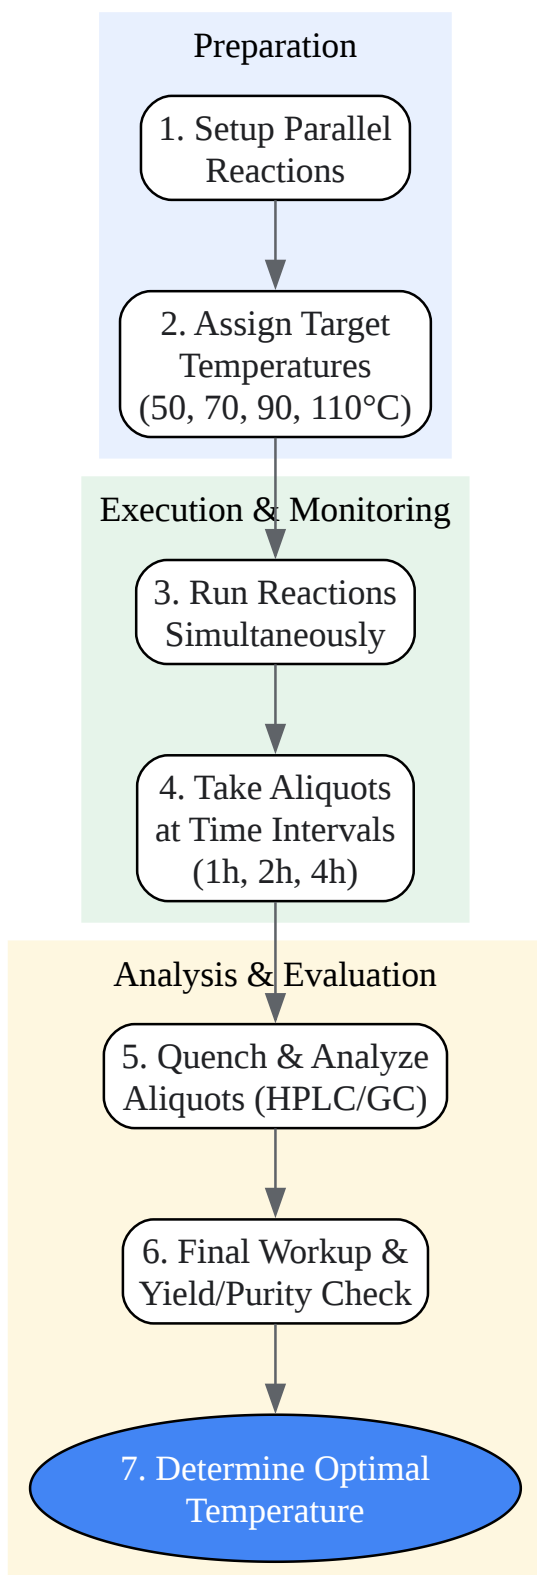 Preparation
1. Setup Parallel
Reactions
2. Assign Target
Temperatures
(50, 70, 90, 110°C)
Execution & Monitoring
3. Run Reactions
Simultaneously
4. Take Aliquots
at Time Intervals
(1h, 2h, 4h)
Analysis & Evaluation
5. Quench & Analyze
Aliquots (HPLC/GC)
6. Final Workup &
Yield/Purity Check
7. Determine Optimal
Temperature